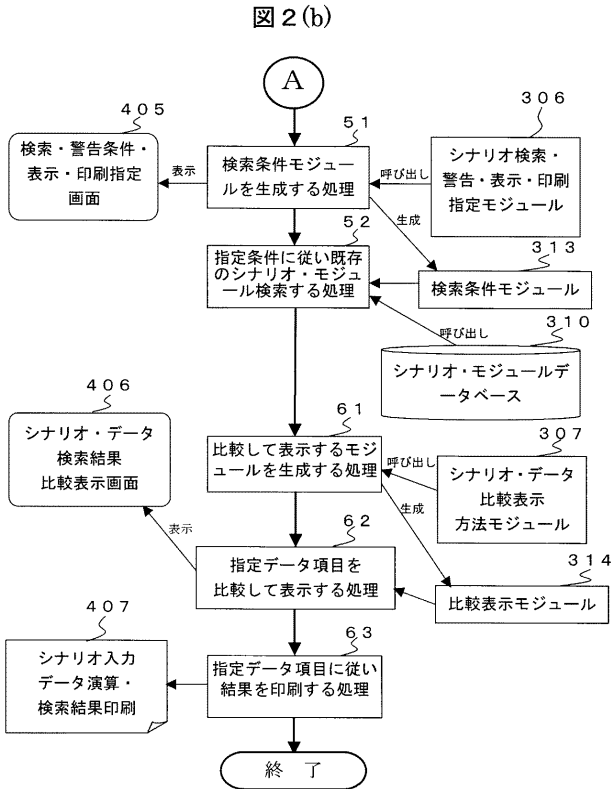 図２(b)
A
４０５
検索・警告条件・
表示・印刷指定
画面
表示
５１
検索条件モジュー
ルを生成する処理
呼び出し
３０６
シナリオ検索・
警告・表示・印刷
指定モジュール
生成
５２
指定条件に従い既存
のシナリオ・モジュ
ール検索する処理
３１３
検索条件モジュール
呼び出し
３１０
シナリオ・モジュールデ
ータベース
４０６
シナリオ・データ
検索結果
比較表示画面
６１
比較して表示するモジ
ュールを生成する処理
呼び出し
３０７
シナリオ・データ
比較表示
方法モジュール
生成
表示
６２
指定データ項目を
比較して表示する処理
３１４
比較表示モジュール
４０７
シナリオ入力
データ演算・
検索結果印刷
６３
指定データ項目に従い
結果を印刷する処理
終　了